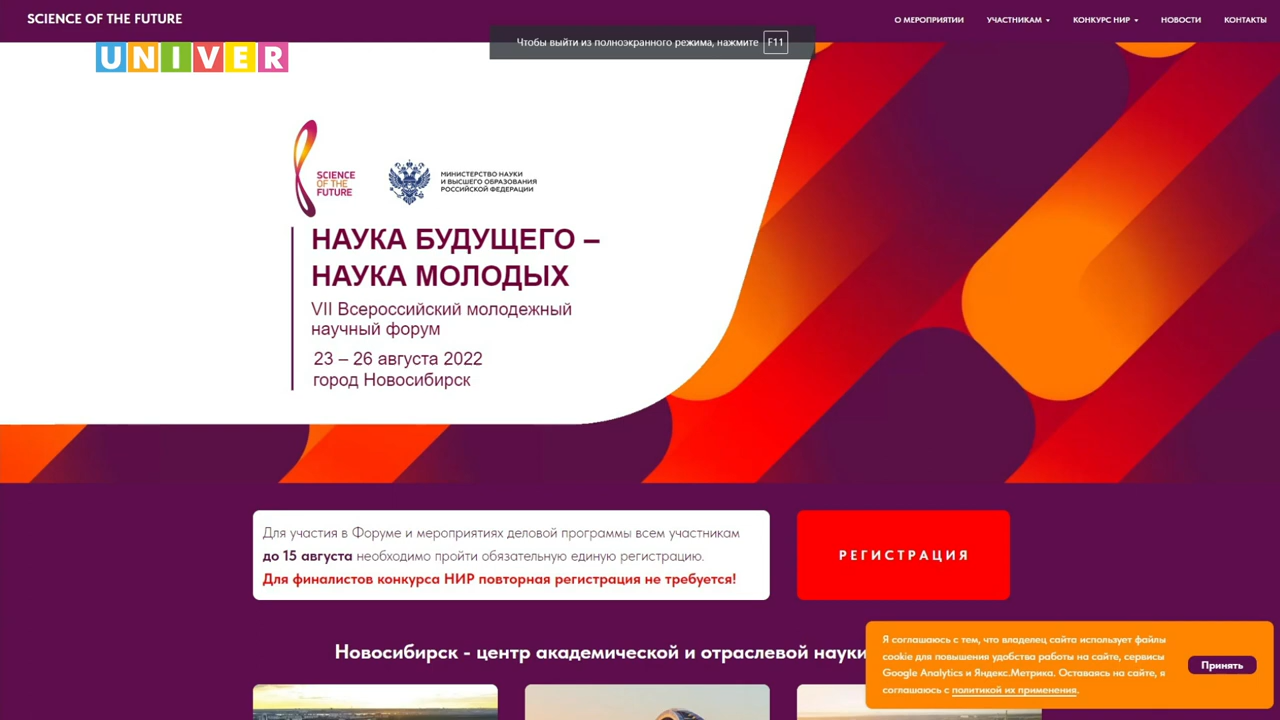 SCIENCE OF THE FUTURE
О МЕРОПРИЯТИИ
УЧАСТНИКАМ
КОНКУРС НИР
НОВОСТИ
КОНТАКТЫ
Чтобы выйти из полноэкранного режима, нажмите F11
UNIVER
SCIENCE
OF THE
FUTURE
МИНИСТЕРСТВО НАУКИ
И ВЫСШЕГО ОБРАЗОВАНИЯ
РОССИЙСКОЙ ФЕДЕРАЦИИ
НАУКА БУДУЩЕГО –
НАУКА МОЛОДЫХ
VII Всероссийский молодежный
научный форум
23 – 26 августа 2022
город Новосибирск
Для участия в Форуме и мероприятиях деловой программы всем участникам
до 15 августа необходимо пройти обязательную единую регистрацию.
Для финалистов конкурса НИР повторная регистрация не требуется!
РЕГИСТРАЦИЯ
Новосибирск - центр академической и отраслевой науки
Я соглашаюсь с тем, что владелец сайта использует файлы
cookie для повышения удобства работы на сайте, сервисы
Google Analytics и Яндекс.Метрика. Оставаясь на сайте, я
соглашаюсь с политикой их применения.
Принять